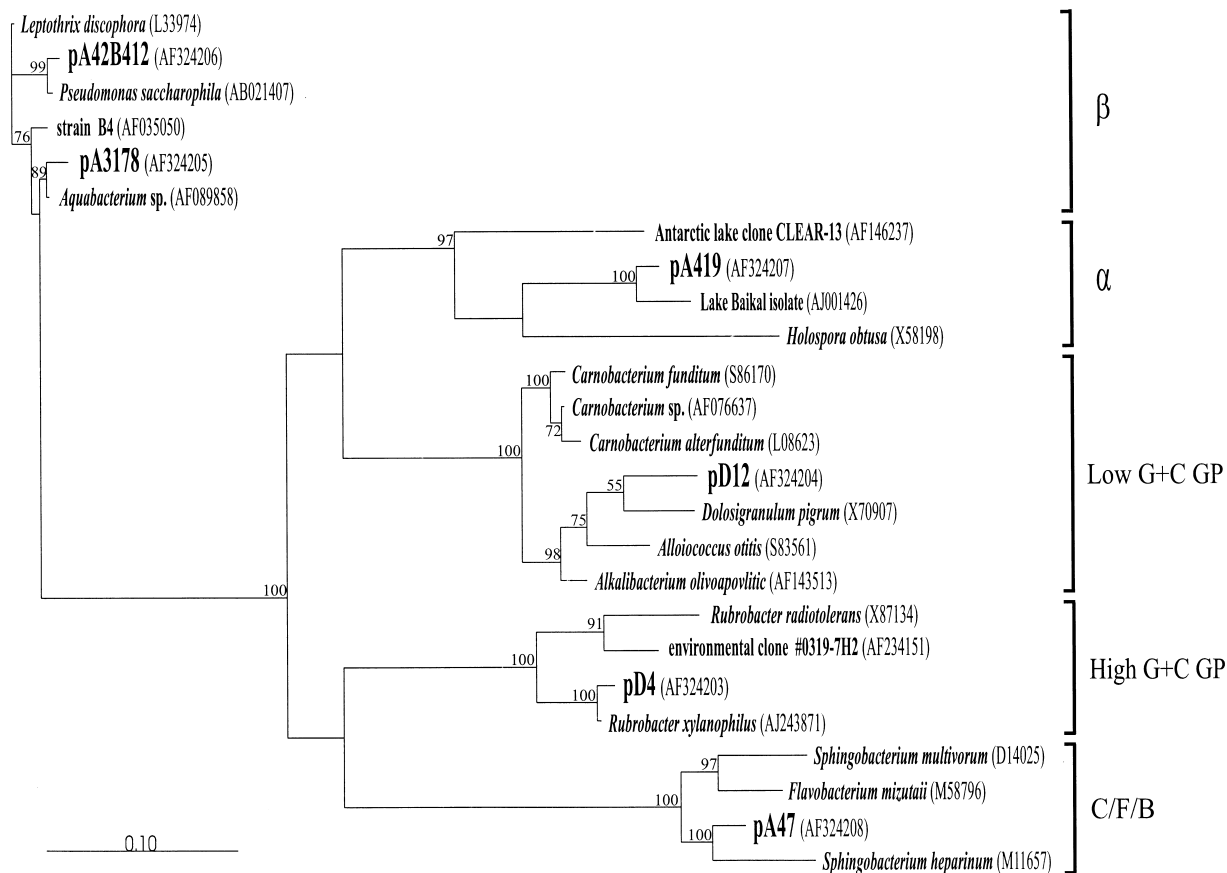 Leptothrix discophora (L33974)
99 pA42B412 (AF324206)
Pseudomonas saccharophila (AB021407)
β
76 strain B4 (AF035050)
89 pA3178 (AF324205)
Aquabacterium sp. (AF089858)
97 Antarctic lake clone CLEAR-13 (AF146237)
100 pA419 (AF324207)
α
Lake Baikal isolate (AJ001426)
Holospora obtusa (X58198)
100 Carnobacterium funditum (S86170)
Carnobacterium sp. (AF076637)
72 Carnobacterium alterfunditum (L08623)
100
55 pD12 (AF324204)
Low G+C GP
Dolosigranulum pigrum (X70907)
75
Alloiococcus otitis (S83561)
98 Alkalibacterium olivoapovlitic (AF143513)
100
Rubrobacter radiotolerans (X87134)
91
environmental clone #0319-7H2 (AF234151)
100
High G+C GP
100 pD4 (AF324203)
Rubrobacter xylanophilus (AJ243871)
Sphingobacterium multivorum (D14025)
97
Flavobacterium mizutaii (M58796)
100
C/F/B
100 pA47 (AF324208)
0.10
Sphingobacterium heparinum (M11657)